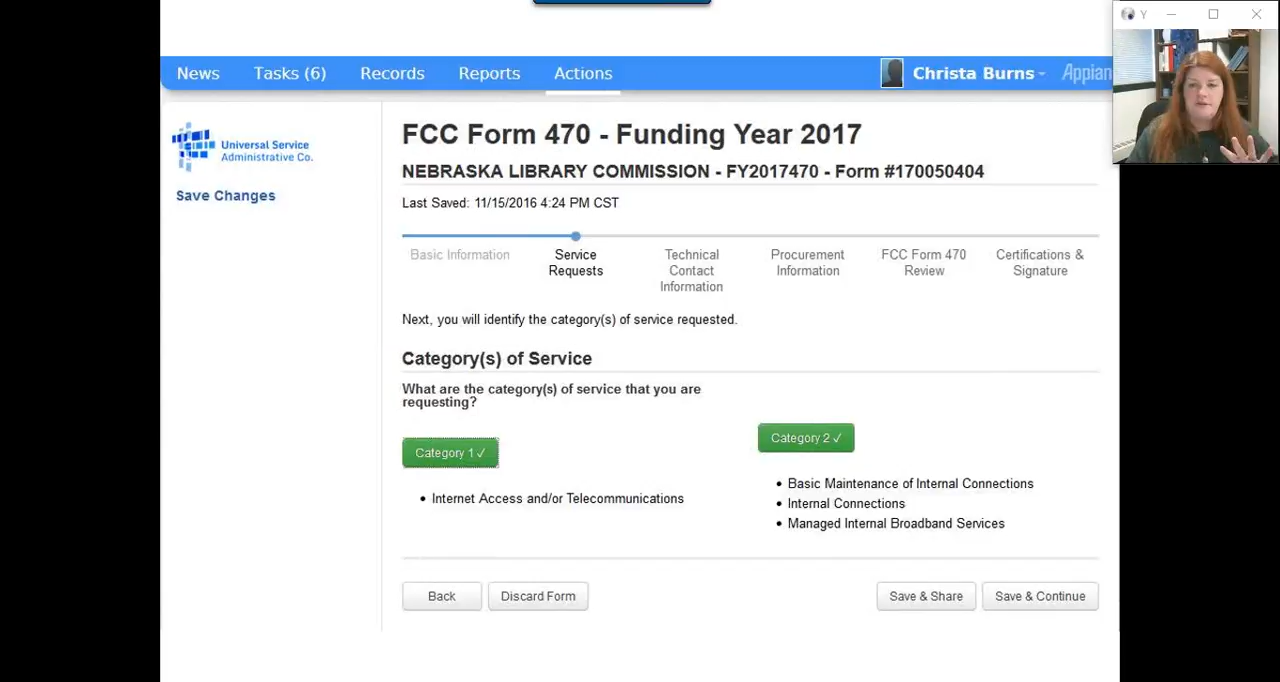 Y
News Tasks (6) Records Reports Actions Christa Burns Appian
Universal Service
Administrative Co.
Save Changes
FCC Form 470 - Funding Year 2017
NEBRASKA LIBRARY COMMISSION - FY2017470 - Form #170050404
Last Saved: 11/15/2016 4:24 PM CST
Basic Information
Service
Requests
Technical
Contact
Information
Procurement
Information
FCC Form 470
Review
Certifications &
Signature
Next, you will identify the category(s) of service requested.
Category(s) of Service
What are the category(s) of service that you are
requesting?
Category 1 ✓
• Internet Access and/or Telecommunications
Category 2 ✓
• Basic Maintenance of Internal Connections
• Internal Connections
• Managed Internal Broadband Services
Back Discard Form Save & Share Save & Continue